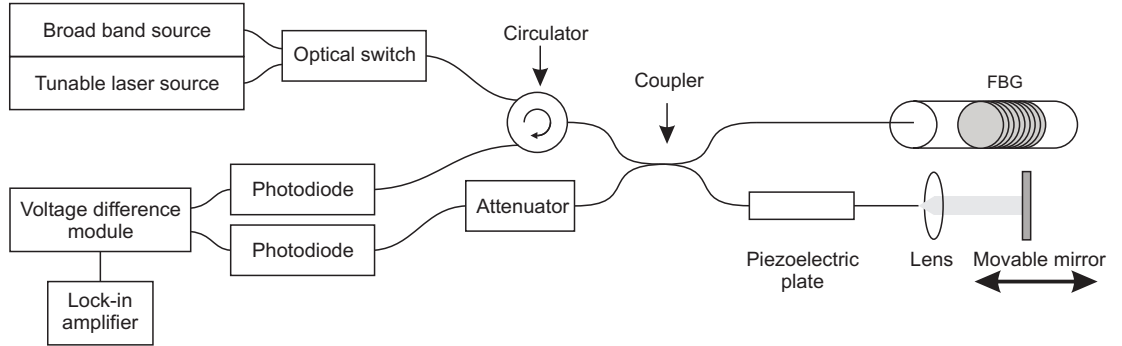 Broad band source
Tunable laser source
Optical switch
Circulator
Coupler
FBG
Photodiode
Photodiode
Voltage difference
module
Attenuator
Lock-in
amplifier
Piezoelectric
plate
Lens
Movable mirror